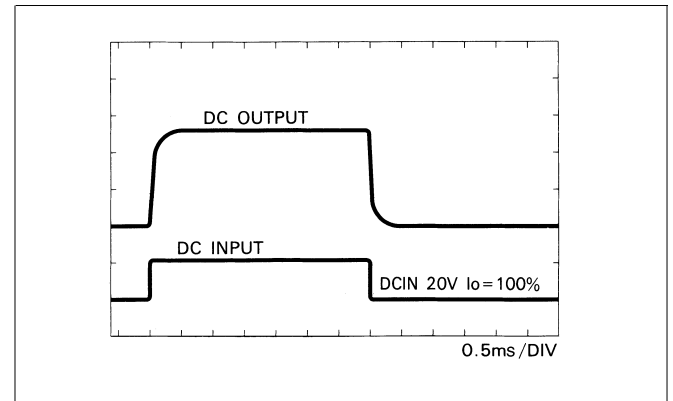 DC OUTPUT
DC INPUT
DCIN 20V Io=100%
0.5ms/DIV